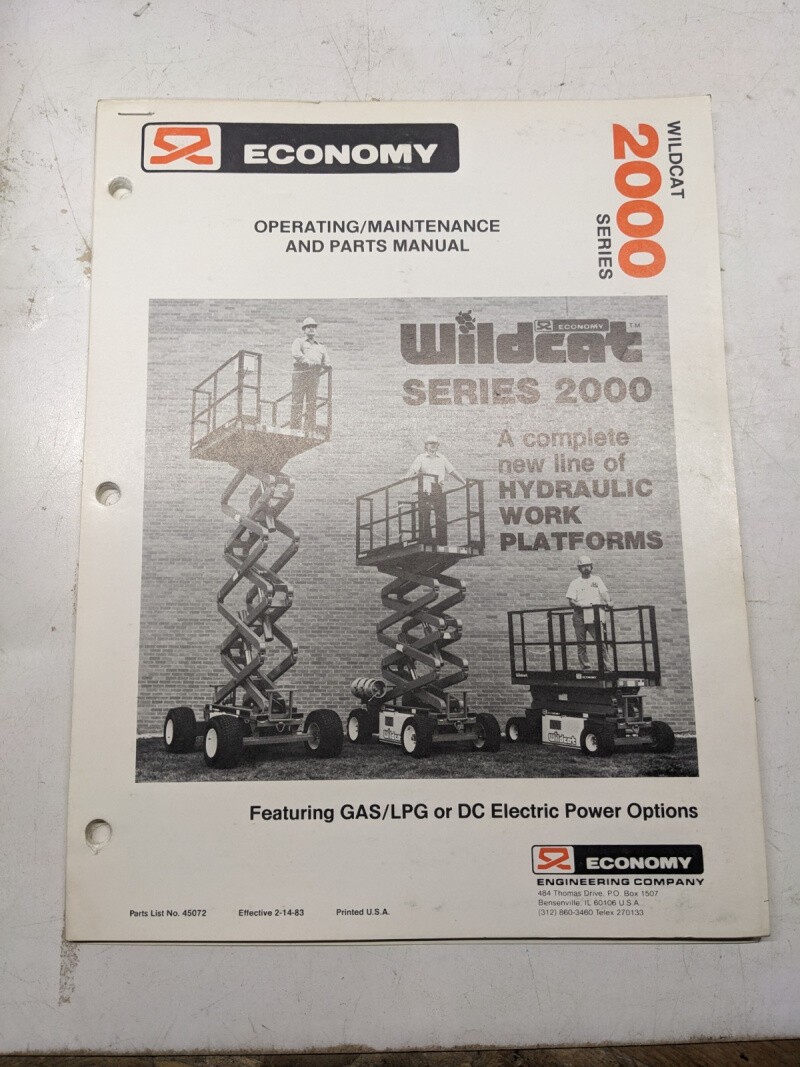 ECONOMY
WILDCAT
2000
SERIES
OPERATING/MAINTENANCE
AND PARTS MANUAL
ECONOMY
Wildcat T.M.
SERIES 2000
A complete
new line of
HYDRAULIC
WORK
PLATFORMS
Wildcat
Wildcat
Featuring GAS/LPG or DC Electric Power Options
ECONOMY
ENGINEERING COMPANY
484 Thomas Drive, P.O. Box 1507
Bensenville, IL 60106 U.S.A.
(312) 860-3460 Telex 270133
Parts List No. 45072 Effective 2-14-83 Printed U.S.A.